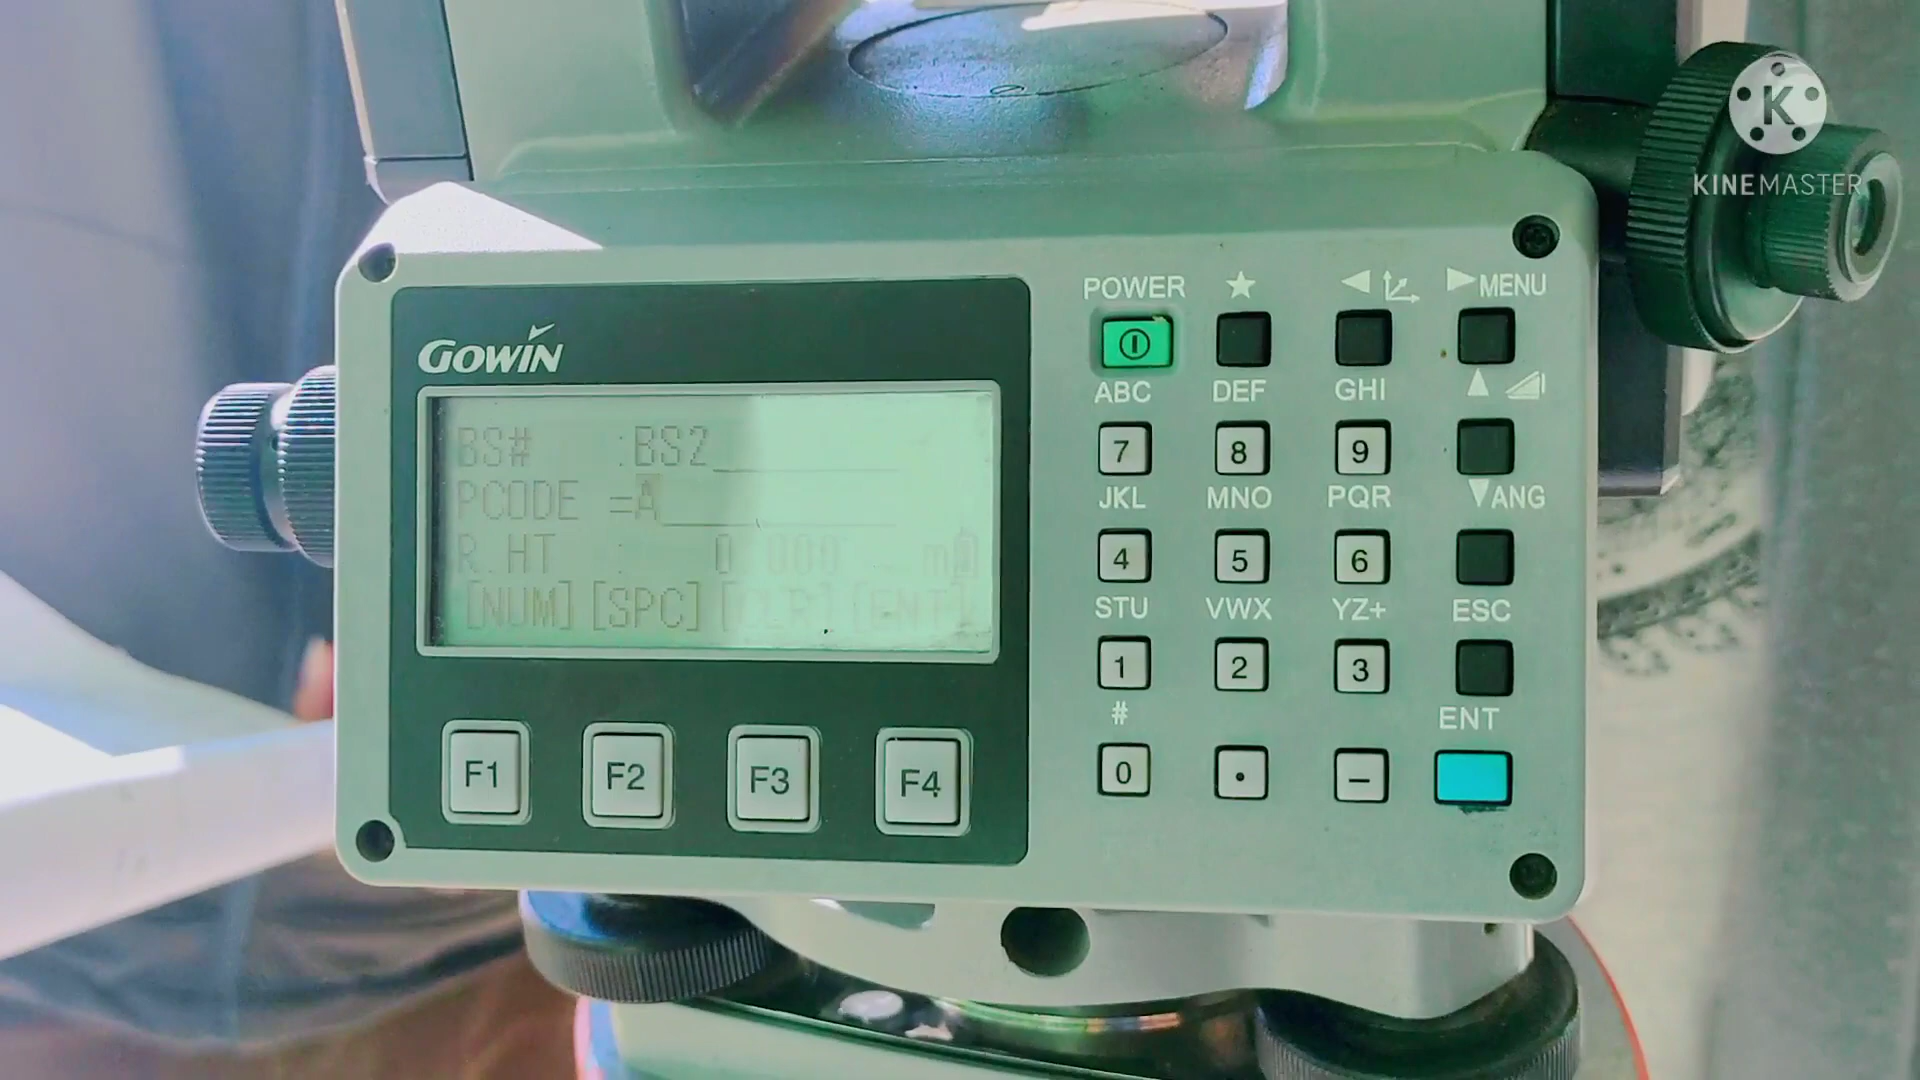 KINEMASTER
GOWIN
BS# :BS2
PCODE =A
R.HT : 0.000 m
[NUM] [SPC] [CLR] [ENT]
F1 F2 F3 F4
POWER ★ ◀ ▶MENU
ABC DEF GHI ▲
7 8 9
JKL MNO PQR ▼ANG
4 5 6
STU VWX YZ+ ESC
1 2 3
# ENT
0 . –